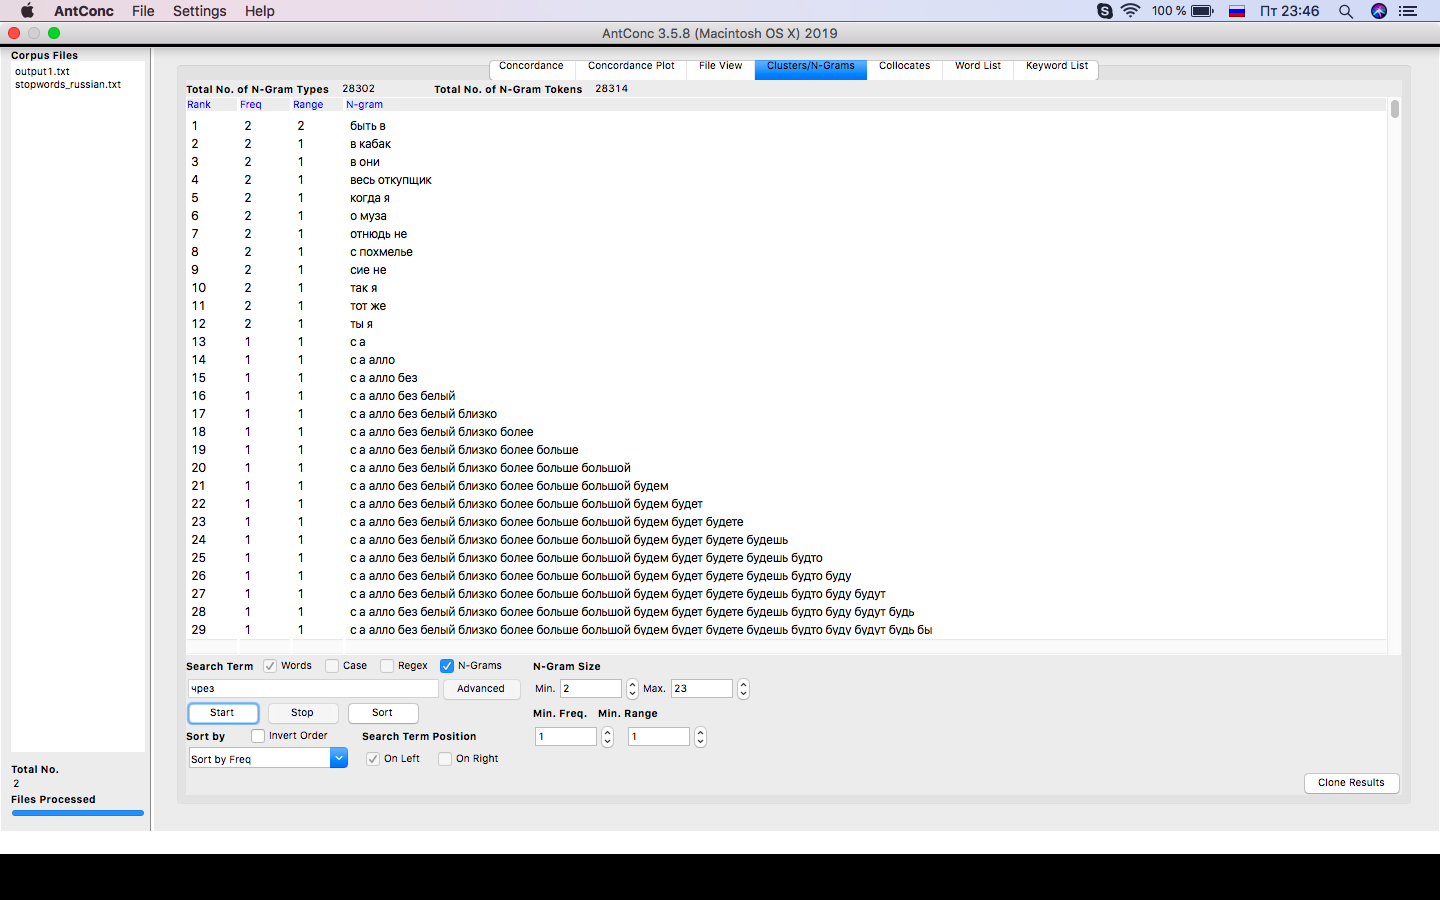 AntConc File Settings Help 100 % Пт 23:46
AntConc 3.5.8 (Macintosh OS X) 2019
Corpus Files
output1.txt
stopwords_russian.txt
Concordance Concordance Plot File View Clusters/N-Grams Collocates Word List Keyword List
Total No. of N-Gram Types 28302 Total No. of N-Gram Tokens 28314
Rank Freq Range N-gram
1 2 2 быть в
2 2 1 в кабак
3 2 1 в они
4 2 1 весь откупщик
5 2 1 когда я
6 2 1 о муза
7 2 1 отнюдь не
8 2 1 с похмелье
9 2 1 сие не
10 2 1 так я
11 2 1 тот же
12 2 1 ты я
13 1 1 c а
14 1 1 c а алло
15 1 1 c а алло без
16 1 1 c а алло без белый
17 1 1 c а алло без белый близко
18 1 1 c а алло без белый близко более
19 1 1 c а алло без белый близко более больше
20 1 1 c а алло без белый близко более больше большой
21 1 1 c а алло без белый близко более больше большой будем
22 1 1 c а алло без белый близко более больше большой будем будет
23 1 1 c а алло без белый близко более больше большой будем будет будете
24 1 1 c а алло без белый близко более больше большой будем будет будете будешь
25 1 1 c а алло без белый близко более больше большой будем будет будете будешь будто
26 1 1 c а алло без белый близко более больше большой будем будет будете будешь будто буду
27 1 1 c а алло без белый близко более больше большой будем будет будете будешь будто буду будут
28 1 1 c а алло без белый близко более больше большой будем будет будете будешь будто буду будут будь
29 1 1 c а алло без белый близко более больше большой будем будет будете будешь будто буду будут будь бы
Search Term Words Case Regex N-Grams N-Gram Size
чрез Advanced Min. 2 Max. 23
Start Stop Sort Min. Freq. Min. Range
Sort by Invert Order Search Term Position 1 1
Sort by Freq On Left On Right
Total No.
2
Files Processed
Clone Results